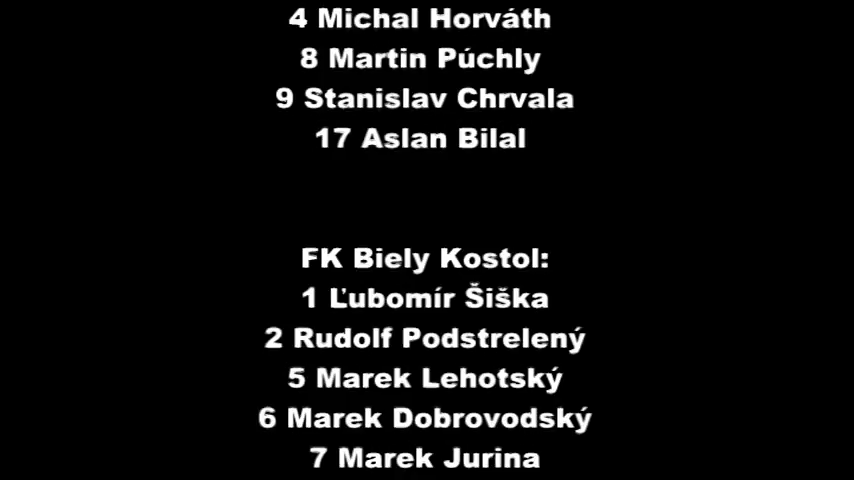 4 Michal Horváth
8 Martin Púchly
9 Stanislav Chrvala
17 Aslan Bilal
FK Biely Kostol:
1 Ľubomír Šiška
2 Rudolf Podstrelený
5 Marek Lehotský
6 Marek Dobrovodský
7 Marek Jurina